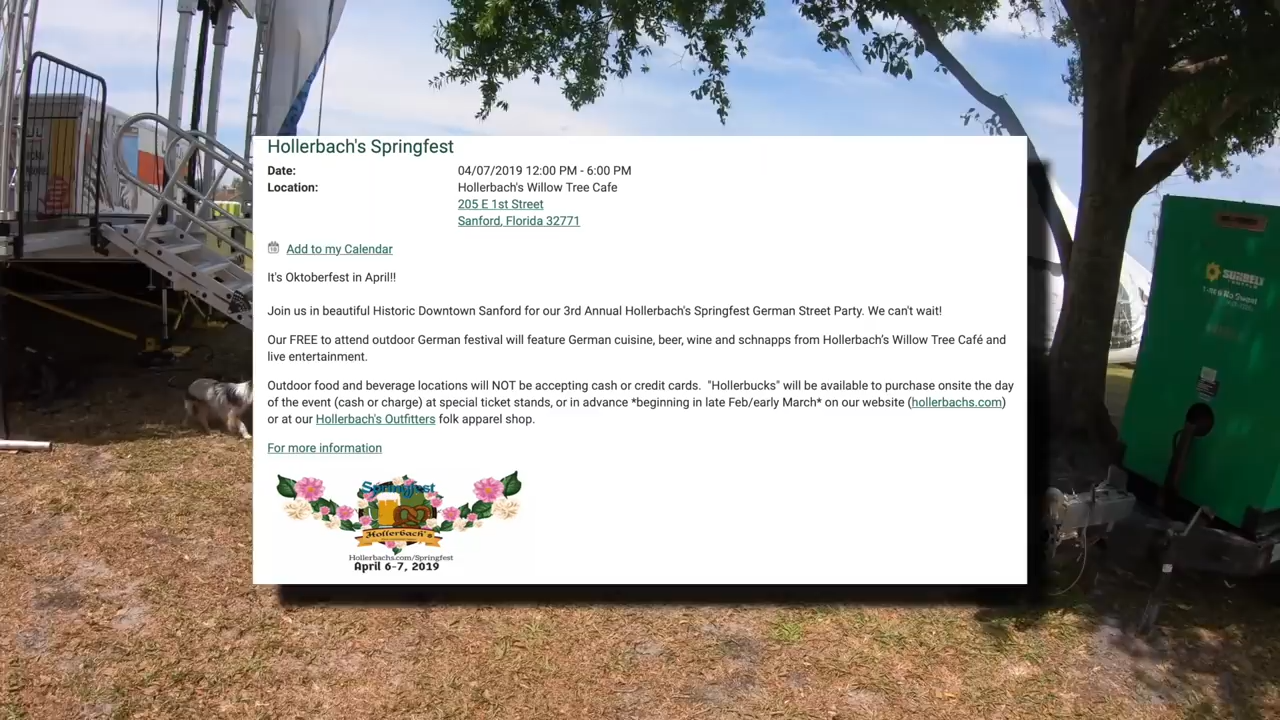 Hollerbach's Springfest
Date: 04/07/2019 12:00 PM - 6:00 PM
Location: Hollerbach's Willow Tree Cafe
205 E 1st Street
Sanford, Florida 32771
Add to my Calendar
It's Oktoberfest in April!!
Join us in beautiful Historic Downtown Sanford for our 3rd Annual Hollerbach's Springfest German Street Party. We can't wait!
Our FREE to attend outdoor German festival will feature German cuisine, beer, wine and schnapps from Hollerbach's Willow Tree Café and
live entertainment.
Outdoor food and beverage locations will NOT be accepting cash or credit cards. "Hollerbucks" will be available to purchase onsite the day
of the event (cash or charge) at special ticket stands, or in advance *beginning in late Feb/early March* on our website (hollerbachs.com)
or at our Hollerbach's Outfitters folk apparel shop.
For more information
Springfest
Hollerbach's
Hollerbachs.com/Springfest
April 6-7, 2019
SUNBELT